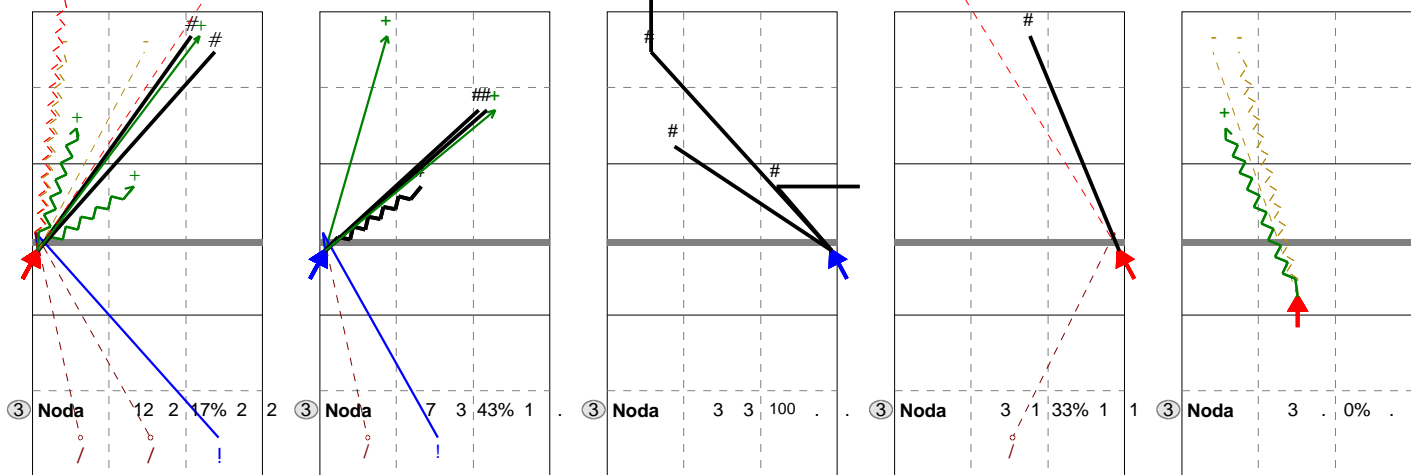 3 Noda 12 2 17% 2 2
3 Noda 7 3 43% 1 .
3 Noda 3 3 100 . .
3 Noda 3 1 33% 1 1
3 Noda 3 . 0% .